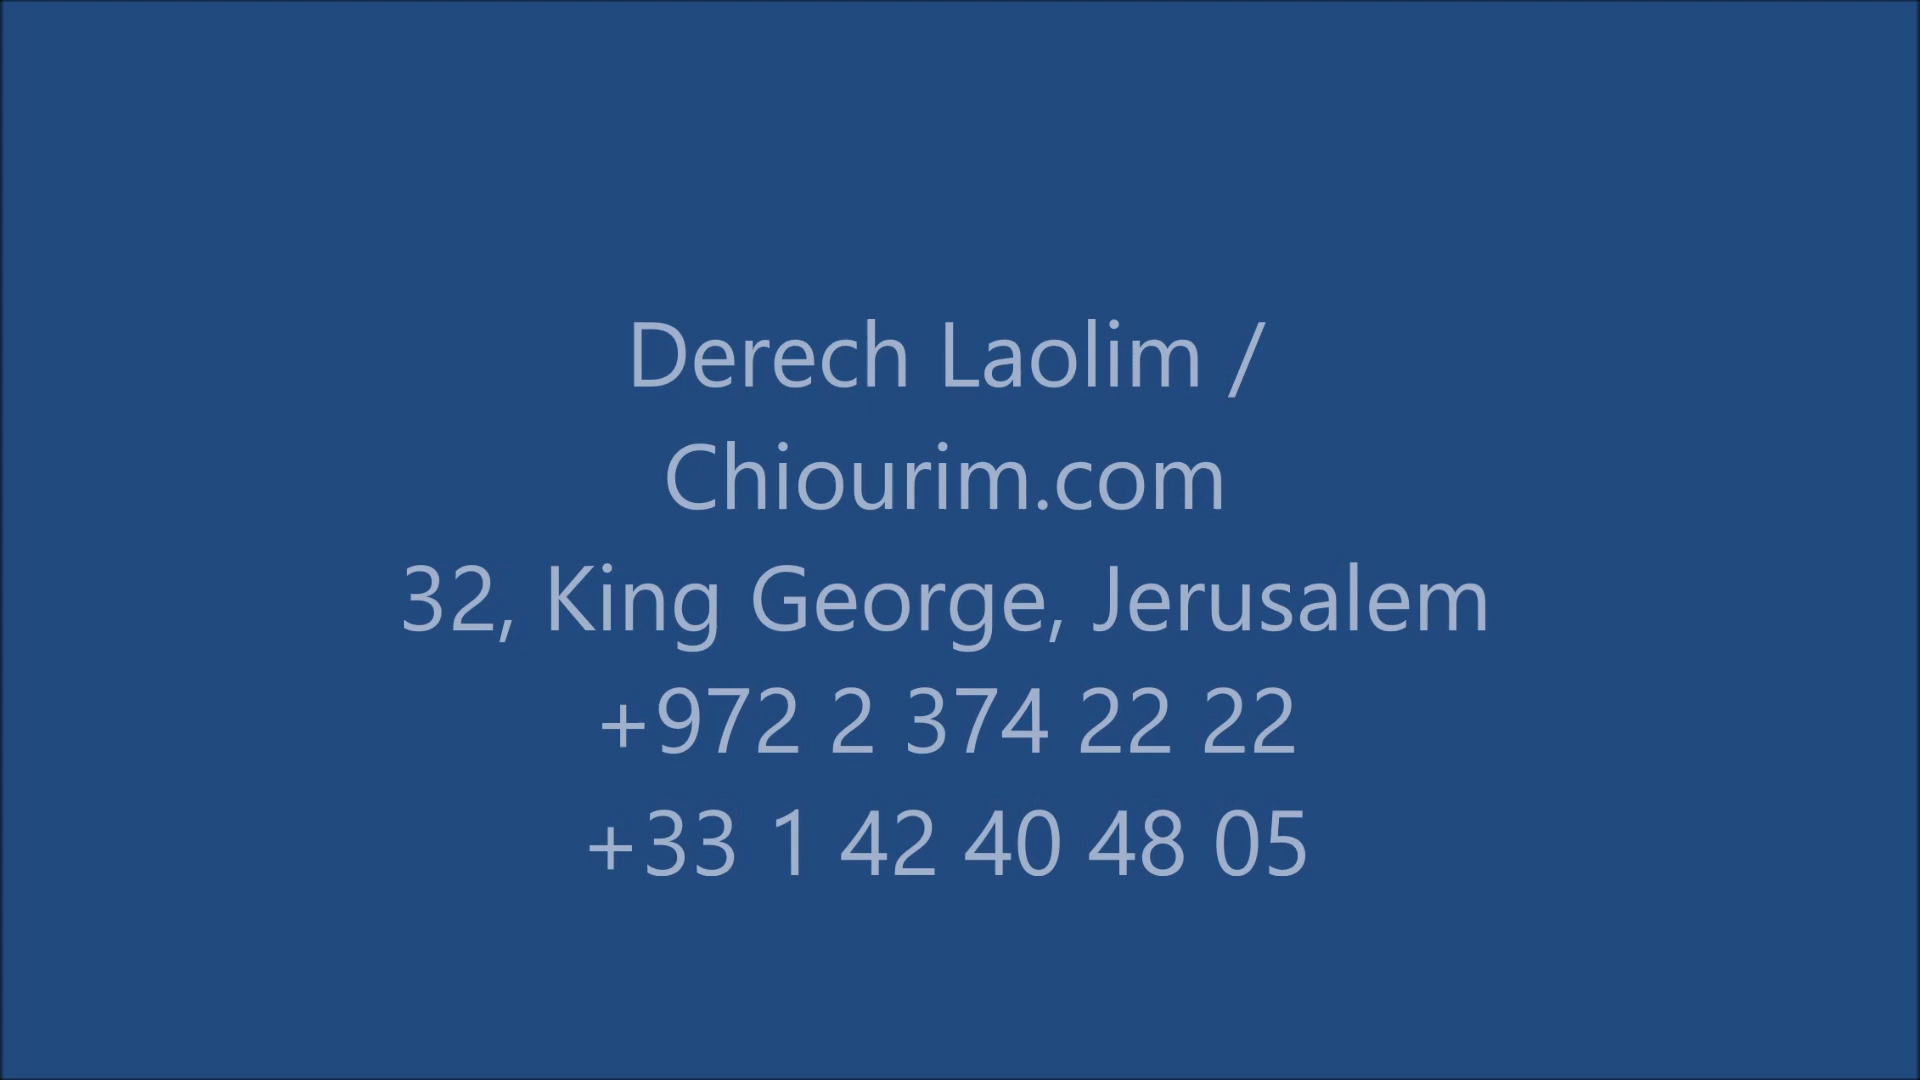 Derech Laolim /
Chiourim.com
32, King George, Jerusalem
+972 2 374 22 22
+33 1 42 40 48 05